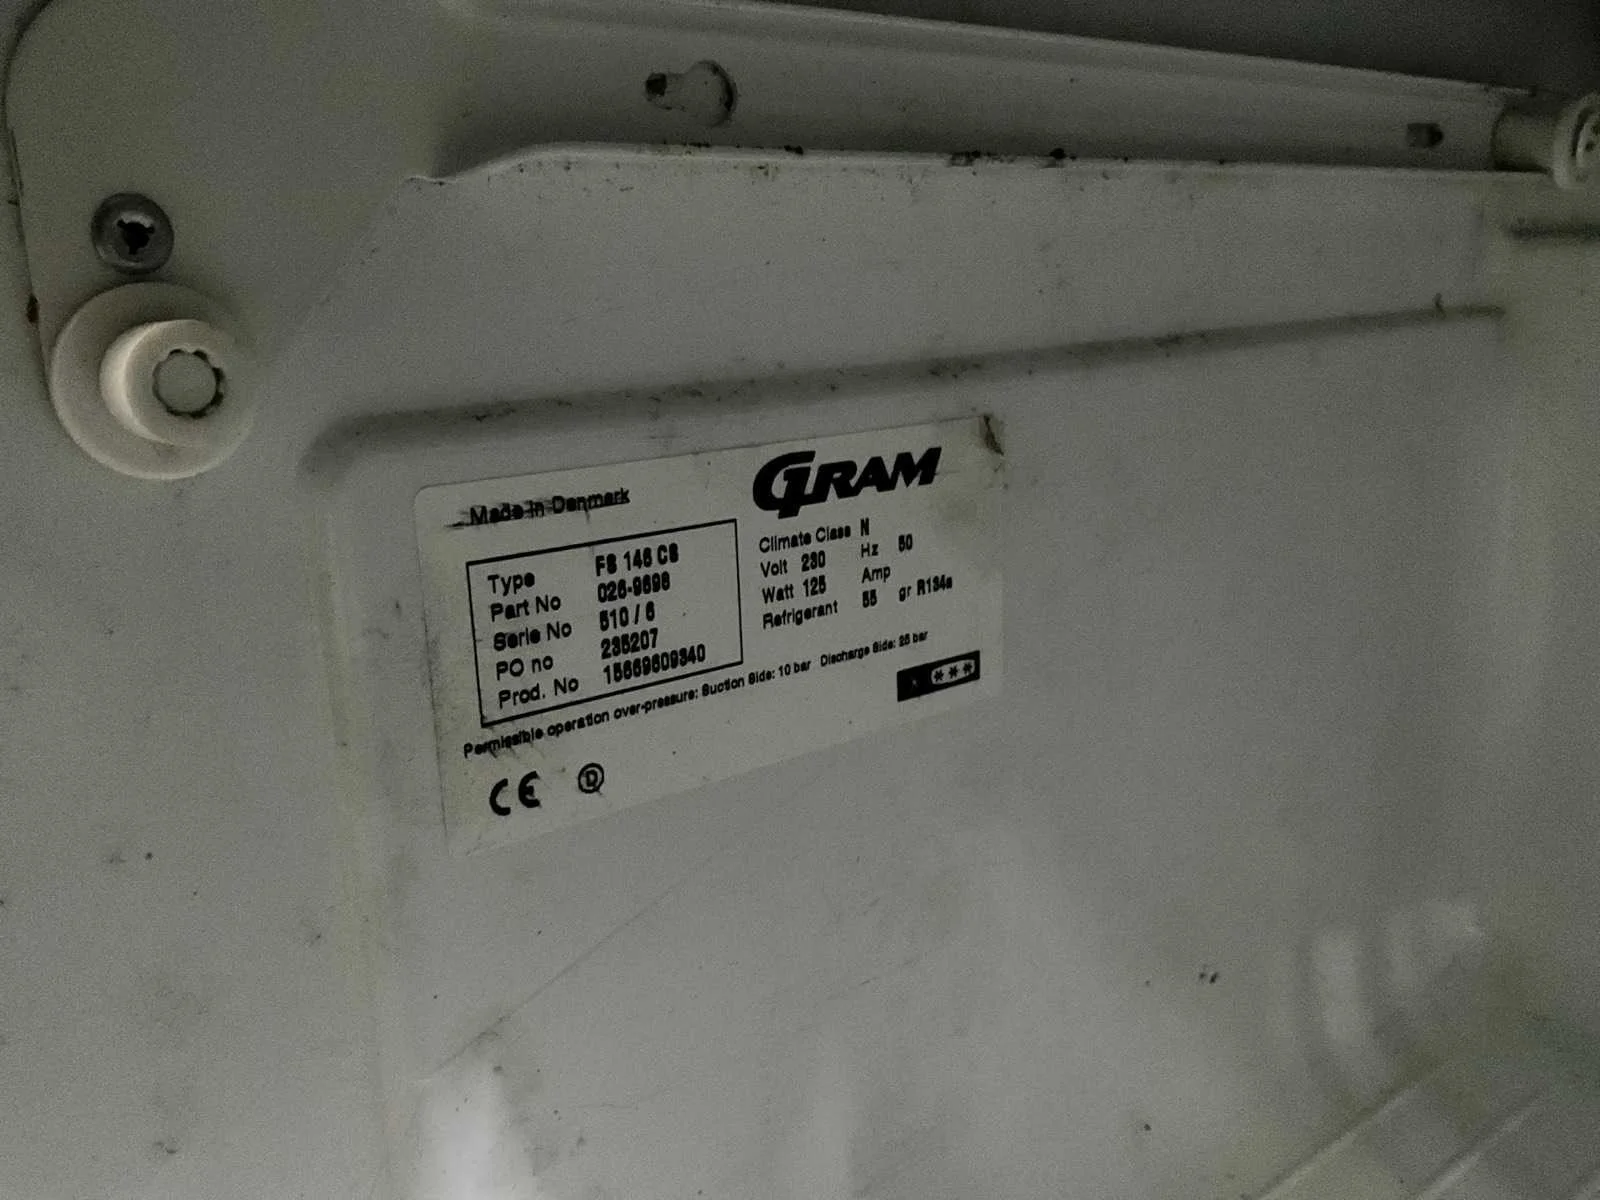 Made in Denmark
GRAM
Type FS 146 CS
Part No 026-9698
Serie No 510 / 6
PO no 235207
Prod. No 15669609340
Climate Class N
Volt 230 Hz 50
Watt 125 Amp
Refrigerant 55 gr R134a
Permissible operation over-pressure: Suction Side: 10 bar Discharge Side: 25 bar
CE D